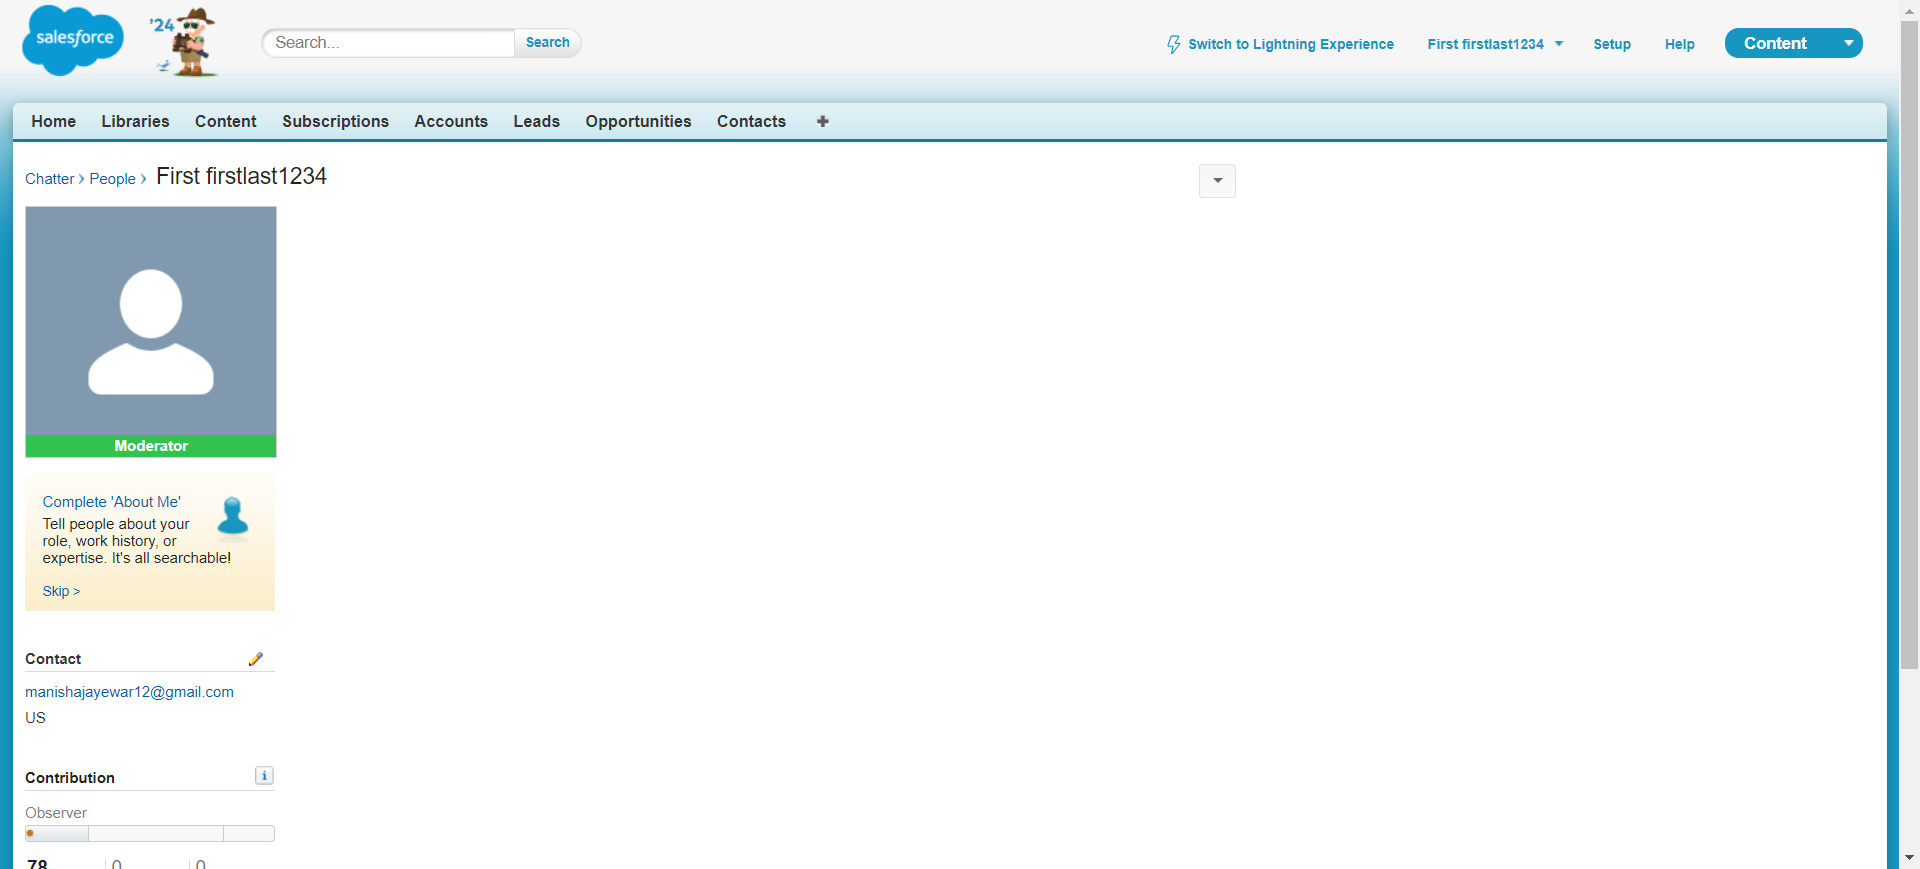 salesforce
'24
Search...
Search
Switch to Lightning Experience
First firstlast1234
Setup
Help
Content
Home
Libraries
Content
Subscriptions
Accounts
Leads
Opportunities
Contacts
Chatter › People › First firstlast1234
Moderator
Complete 'About Me'
Tell people about your
role, work history, or
expertise. It's all searchable!
Skip >
Contact
manishajayewar12@gmail.com
US
Contribution
i
Observer
78
0
0